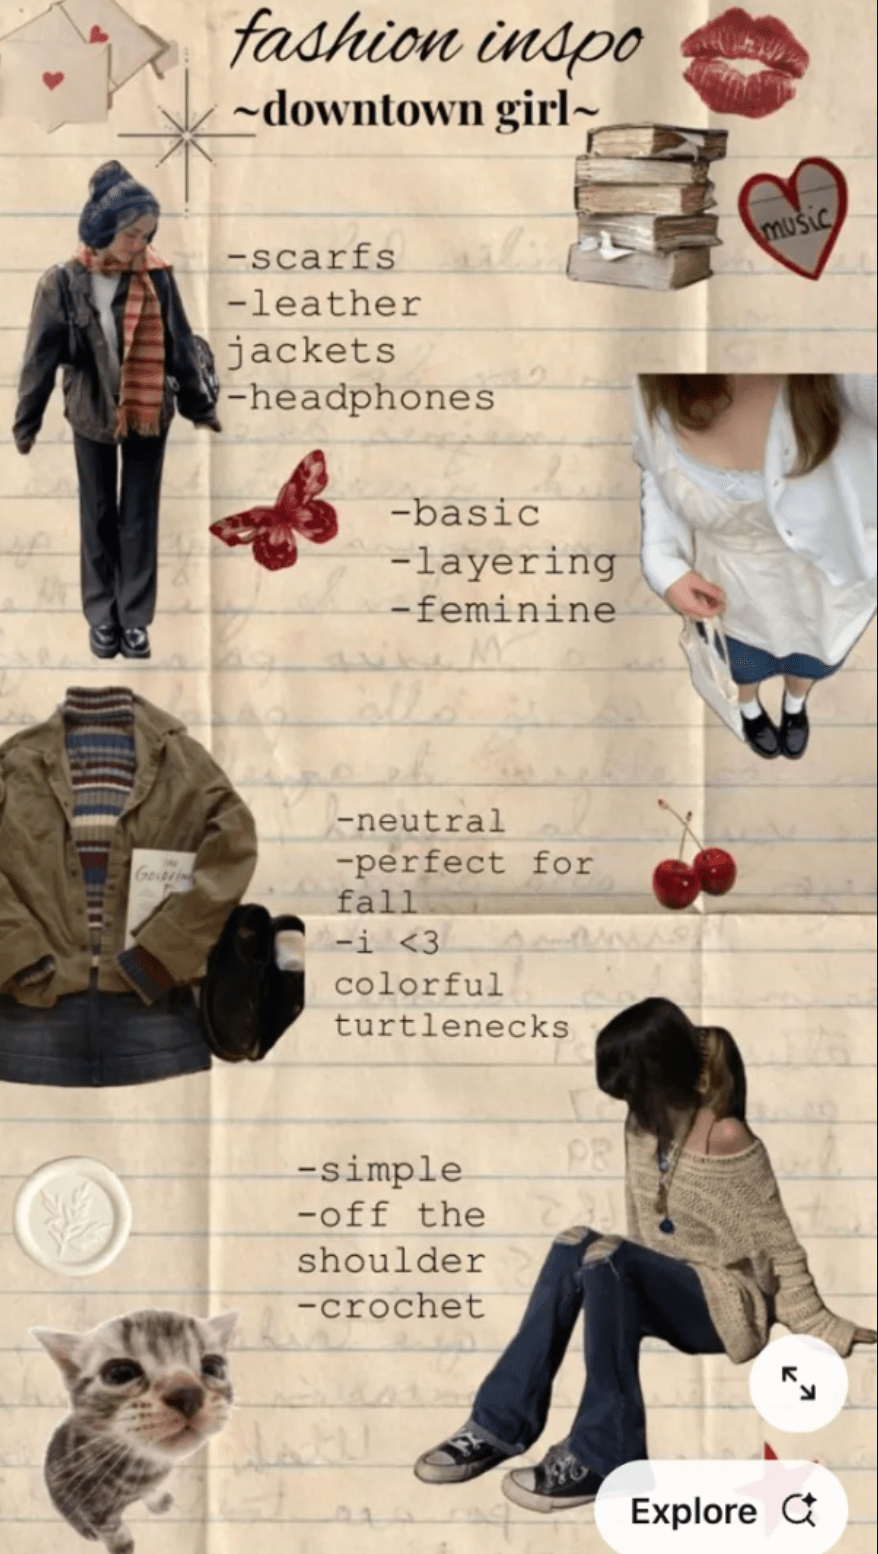 fashion inspo
~downtown girl~
music
-scarfs
-leather
jackets
-headphones
-basic
-layering
-feminine
-neutral
-perfect for
fall
-i <3
colorful
turtlenecks
-simple
-off the
shoulder
-crochet
Explore